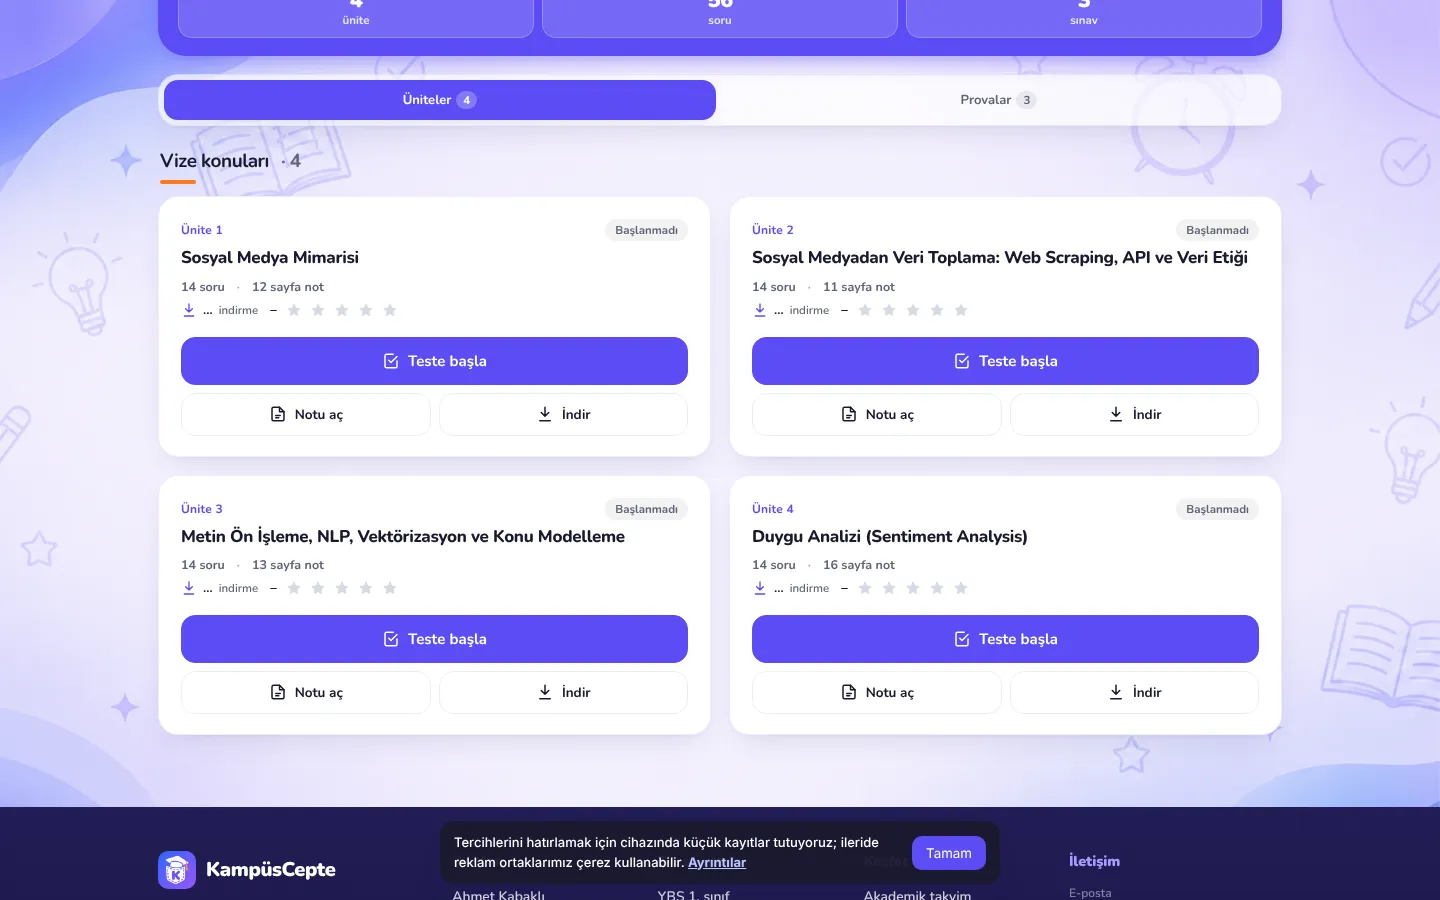 4
56
3
ünite
soru
sınav
Üniteler 4
Provalar 3
Vize konuları · 4
Ünite 1
Başlanmadı
Sosyal Medya Mimarisi
14 soru · 12 sayfa not
... indirme –
Teste başla
Notu aç
İndir
Ünite 2
Başlanmadı
Sosyal Medyadan Veri Toplama: Web Scraping, API ve Veri Etiği
14 soru · 11 sayfa not
... indirme –
Teste başla
Notu aç
İndir
Ünite 3
Başlanmadı
Metin Ön İşleme, NLP, Vektörizasyon ve Konu Modelleme
14 soru · 13 sayfa not
... indirme –
Teste başla
Notu aç
İndir
Ünite 4
Başlanmadı
Duygu Analizi (Sentiment Analysis)
14 soru · 16 sayfa not
... indirme –
Teste başla
Notu aç
İndir
KampüsCepte
Tercihlerini hatırlamak için cihazında küçük kayıtlar tutuyoruz; ileride
reklam ortaklarımız çerez kullanabilir. Ayrıntılar
Tamam
İletişim
E-posta
Ahmet Kabaklı
YBS 1. sınıf
Akademik takvim